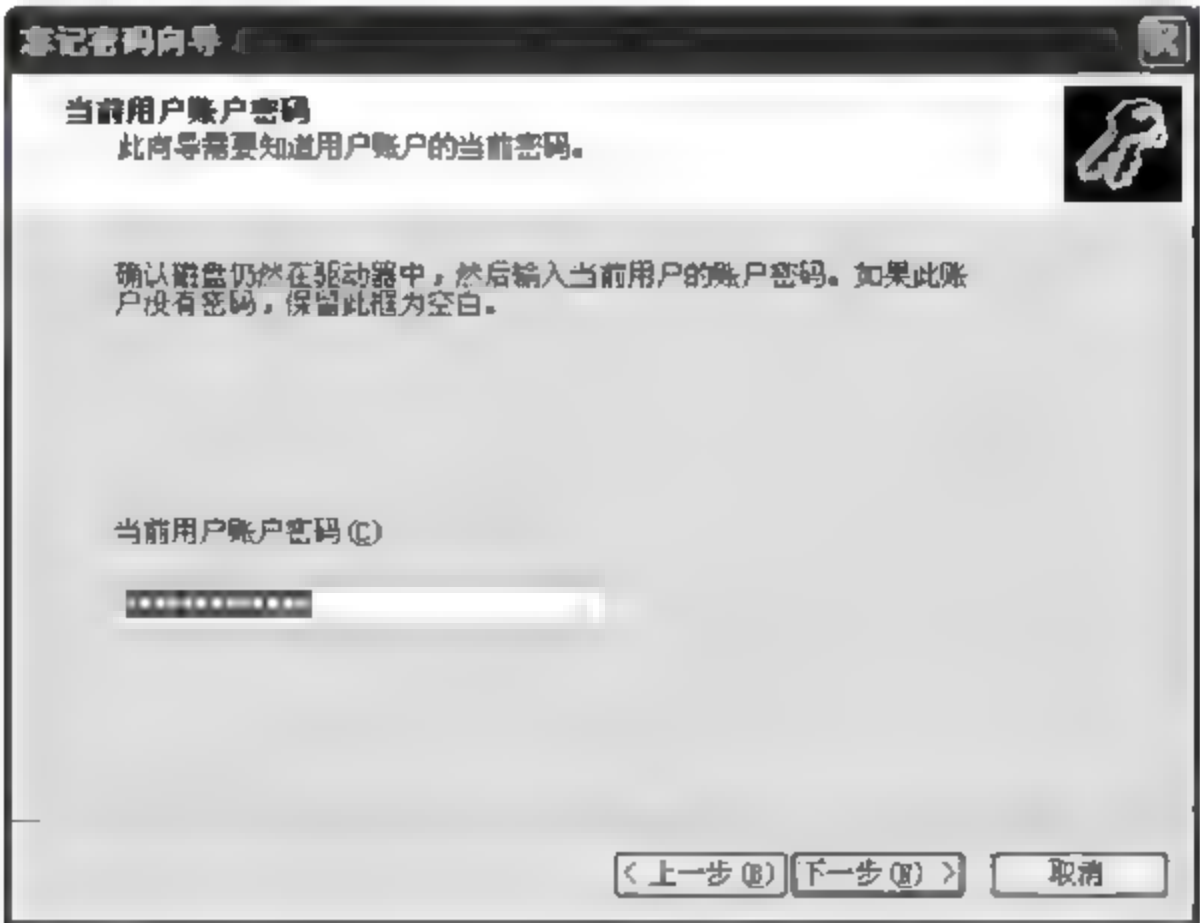 忘记密码向导
当前用户账户密码
此向导需要知道用户账户的当前密码。
确认磁盘仍然在驱动器中，然后输入当前用户的账户密码。如果此账
户没有密码，保留此框为空白。
当前用户账户密码(C)
< 上一步(B) 下一步(N) > 取消